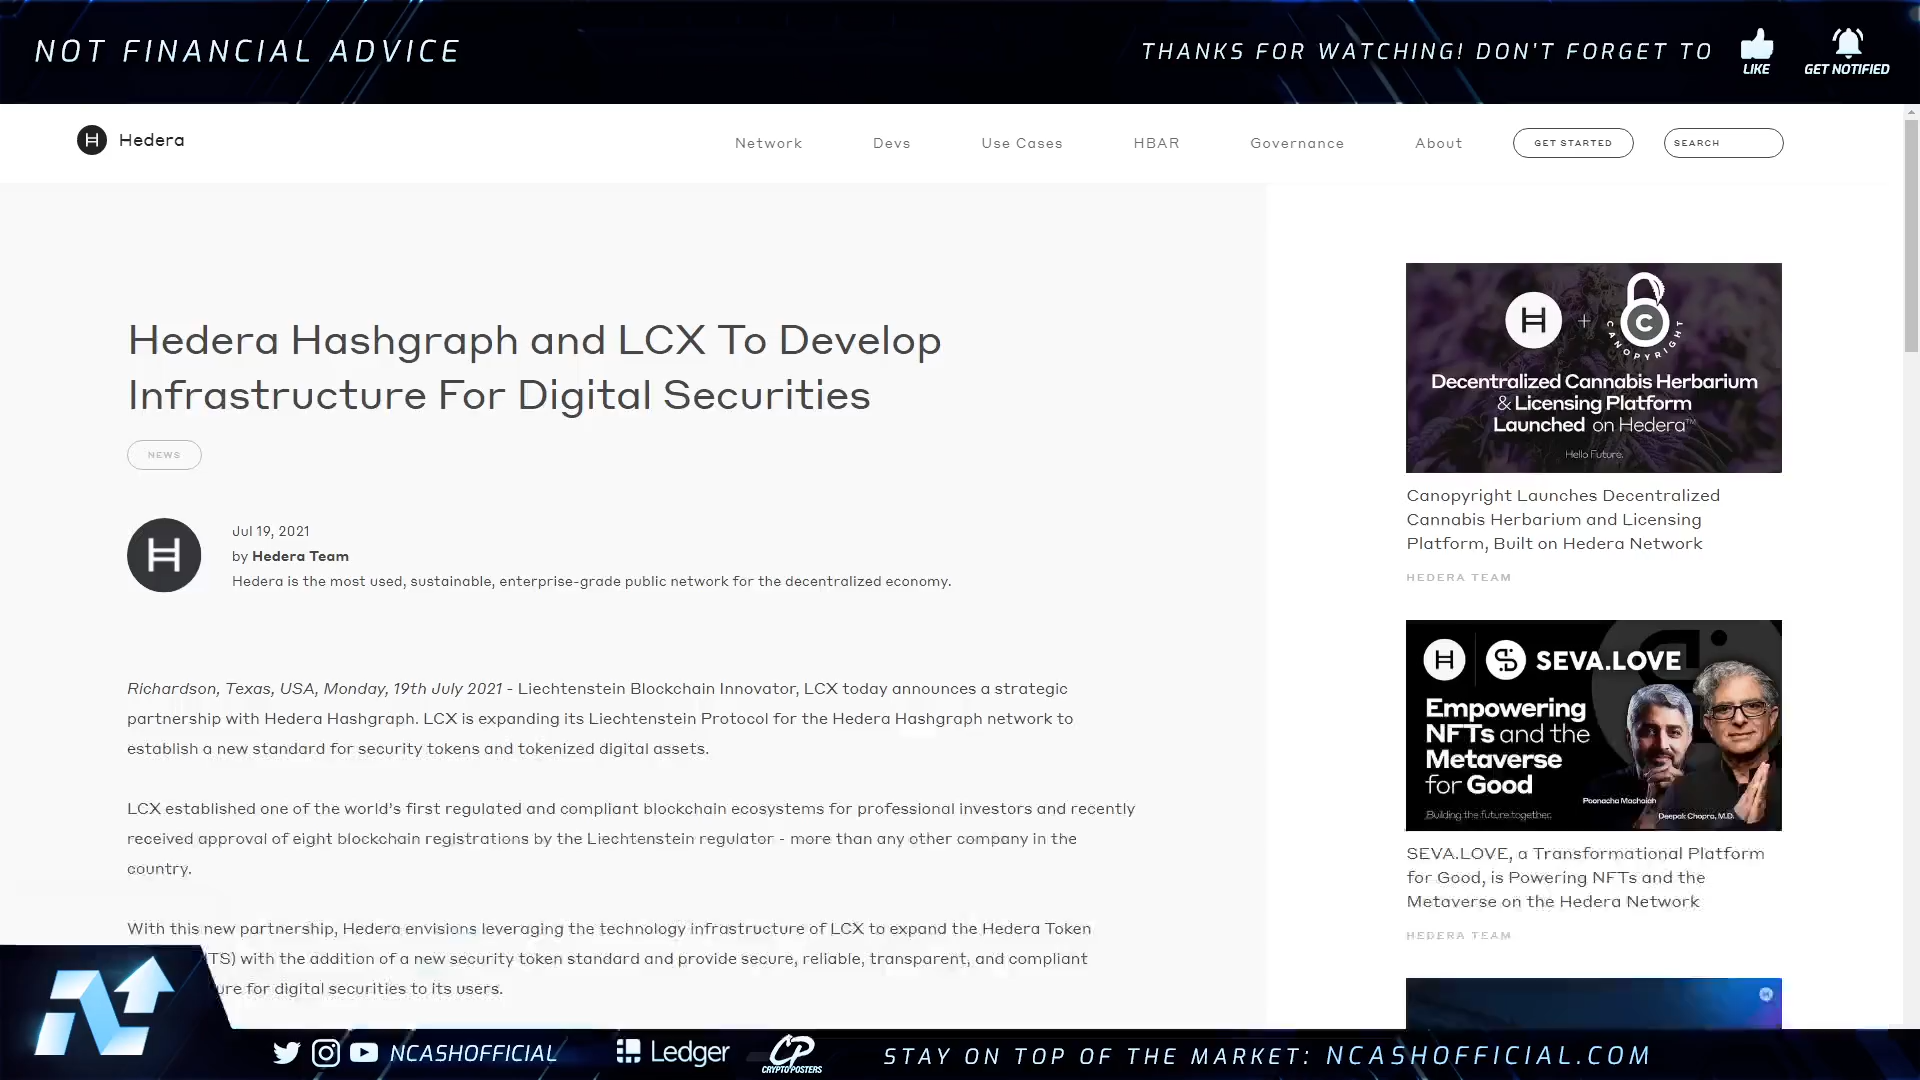 NOT FINANCIAL ADVICE
THANKS FOR WATCHING! DON'T FORGET TO
LIKE
GET NOTIFIED
Hedera
Network
Devs
Use Cases
HBAR
Governance
About
GET STARTED
SEARCH
Hedera Hashgraph and LCX To Develop
Infrastructure For Digital Securities
NEWS
Jul 19, 2021
by Hedera Team
Hedera is the most used, sustainable, enterprise-grade public network for the decentralized economy.
Richardson, Texas, USA, Monday, 19th July 2021 - Liechtenstein Blockchain Innovator, LCX today announces a strategic
partnership with Hedera Hashgraph. LCX is expanding its Liechtenstein Protocol for the Hedera Hashgraph network to
establish a new standard for security tokens and tokenized digital assets.
LCX established one of the world's first regulated and compliant blockchain ecosystems for professional investors and recently
received approval of eight blockchain registrations by the Liechtenstein regulator - more than any other company in the
country.
With this new partnership, Hedera envisions leveraging the technology infrastructure of LCX to expand the Hedera Token
with the addition of a new security token standard and provide secure, reliable, transparent, and compliant
for digital securities to its users.
CANOPYRIGHT
Decentralized Cannabis Herbarium
& Licensing Platform
Launched on Hedera™
Hello Future.
Canopyright Launches Decentralized
Cannabis Herbarium and Licensing
Platform, Built on Hedera Network
HEDERA TEAM
SEVA.LOVE
Empowering
NFTs and the
Metaverse
for Good
Building the future together.
Poonacha Machaiah
Deepak Chopra, M.D.
SEVA.LOVE, a Transformational Platform
for Good, is Powering NFTs and the
Metaverse on the Hedera Network
HEDERA TEAM
NCASHOFFICIAL
Ledger
CP
CRYPTOPOSTERS
STAY ON TOP OF THE MARKET: NCASHOFFICIAL.COM